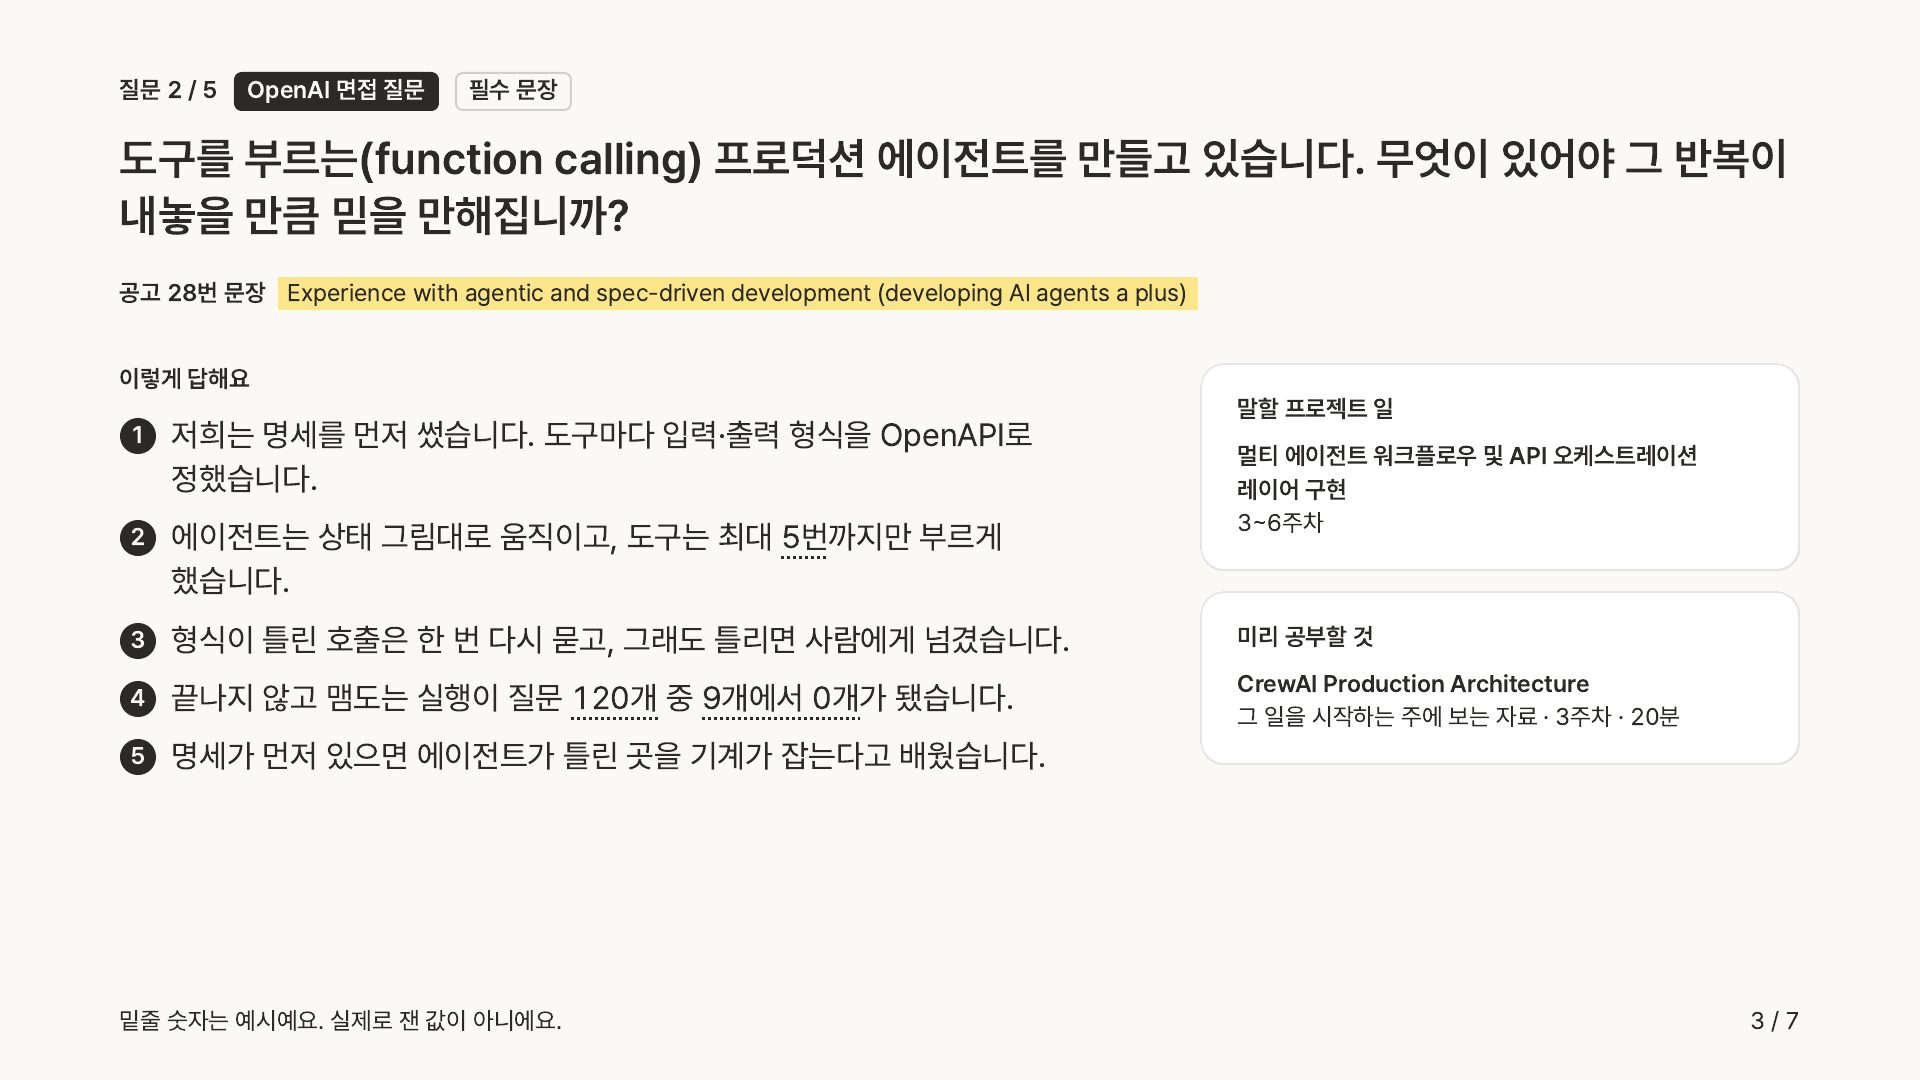 질문 2 / 5 OpenAI 면접 질문 필수 문장
도구를 부르는(function calling) 프로덕션 에이전트를 만들고 있습니다. 무엇이 있어야 그 반복이
내놓을 만큼 믿을 만해집니까?
공고 28번 문장 Experience with agentic and spec-driven development (developing AI agents a plus)
이렇게 답해요
1 저희는 명세를 먼저 썼습니다. 도구마다 입력·출력 형식을 OpenAPI로
정했습니다.
2 에이전트는 상태 그림대로 움직이고, 도구는 최대 5번까지만 부르게
했습니다.
3 형식이 틀린 호출은 한 번 다시 묻고, 그래도 틀리면 사람에게 넘겼습니다.
4 끝나지 않고 맴도는 실행이 질문 120개 중 9개에서 0개가 됐습니다.
5 명세가 먼저 있으면 에이전트가 틀린 곳을 기계가 잡는다고 배웠습니다.
말할 프로젝트 일
멀티 에이전트 워크플로우 및 API 오케스트레이션
레이어 구현
3~6주차
미리 공부할 것
CrewAI Production Architecture
그 일을 시작하는 주에 보는 자료 · 3주차 · 20분
밑줄 숫자는 예시예요. 실제로 잰 값이 아니에요.
3 / 7